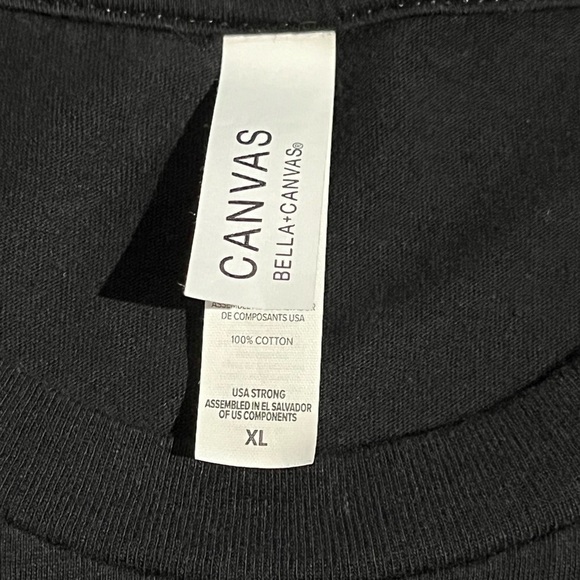 CANVAS
BELLA+CANVAS®
DE COMPOSANTS USA
100% COTTON
USA STRONG
ASSEMBLED IN EL SALVADOR
OF US COMPONENTS
XL